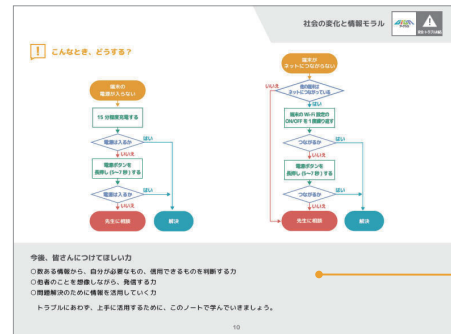 社会の変化と情報モラル
こんなとき、どうする？
端末の
電源が入らない
15 分程度充電する
電源は入るか
はい
いいえ
電源ボタンを
長押し（5〜7 秒）する
電源は入るか
はい
いいえ
先生に相談
解決
端末が
ネットにつながらない
いいえ
他の端末は
ネットにつながっている
はい
端末の Wi-Fi 設定の
ON/OFF を 1 度繰り返す
つながるか
はい
いいえ
電源ボタンを
長押し（5〜7 秒）する
つながるか
はい
いいえ
先生に相談
解決
今後、皆さんにつけてほしい力
○数ある情報から、自分が必要なもの、信用できるものを判断する力
○他者のことを想像しながら、発信する力
○問題解決のために情報を活用していく力
トラブルにあわず、上手に活用するために、このノートで学んでいきましょう。
10